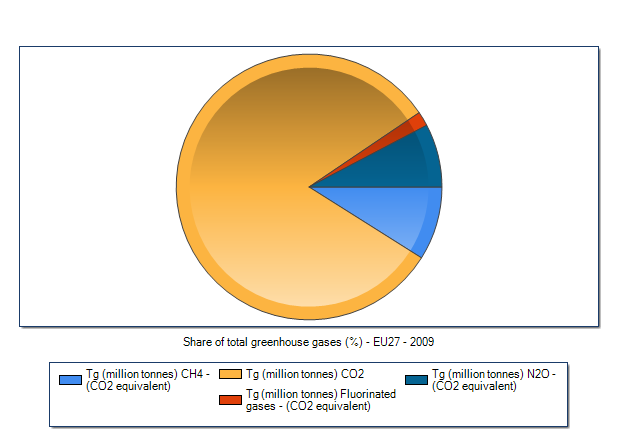 Share of total greenhouse gases (%) - EU27 - 2009
Tg (million tonnes) CH4 -
(CO2 equivalent)
Tg (million tonnes) CO2
Tg (million tonnes) Fluorinated
gases - (CO2 equivalent)
Tg (million tonnes) N2O -
(CO2 equivalent)